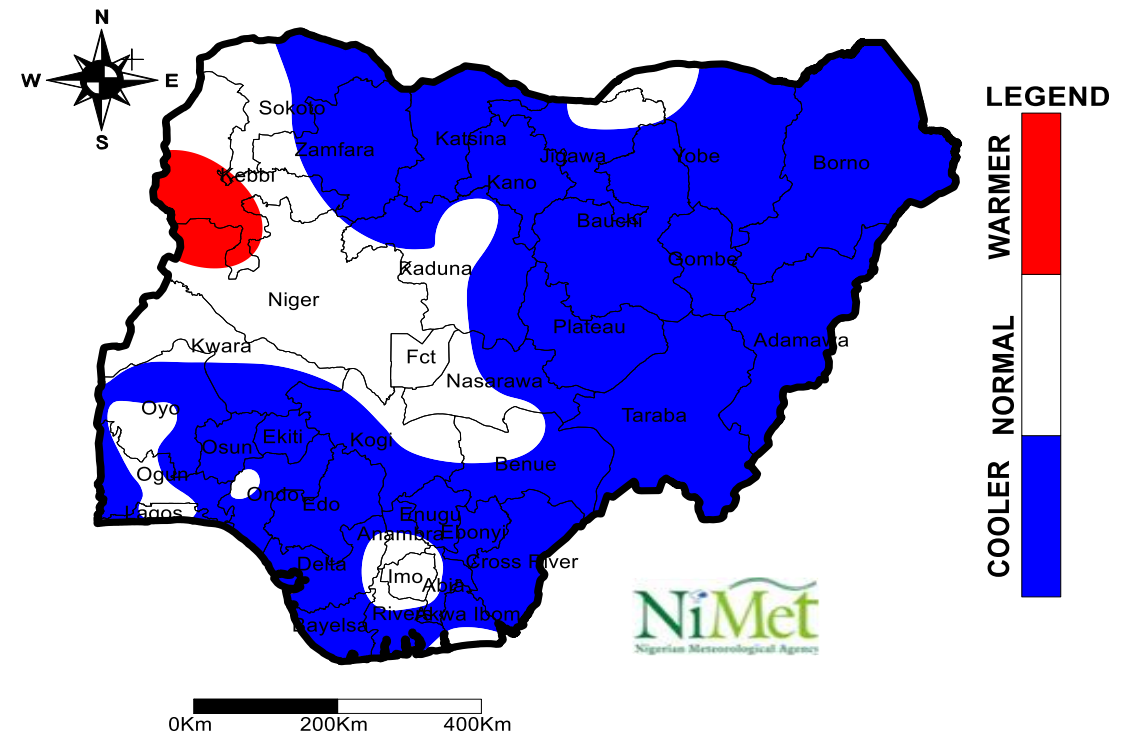 N
W E
S
LEGEND
WARMER
NORMAL
COOLER
Sokoto
Zamfara
Katsina
Jigawa
Yobe
Borno
Kebbi
Kano
Bauchi
Gombe
Kaduna
Niger
Plateau
Adamawa
Kwara
Fct
Nasarawa
Taraba
Oyo
Osun
Ekiti
Kogi
Benue
Ogun
Ondo
Edo
Lagos
Enugu
Anambra
Ebonyi
Delta
Imo
Abia
Cross River
Rivers
Akwa Ibom
Bayelsa
NiMet
Nigerian Meteorological Agency
0Km 200Km 400Km